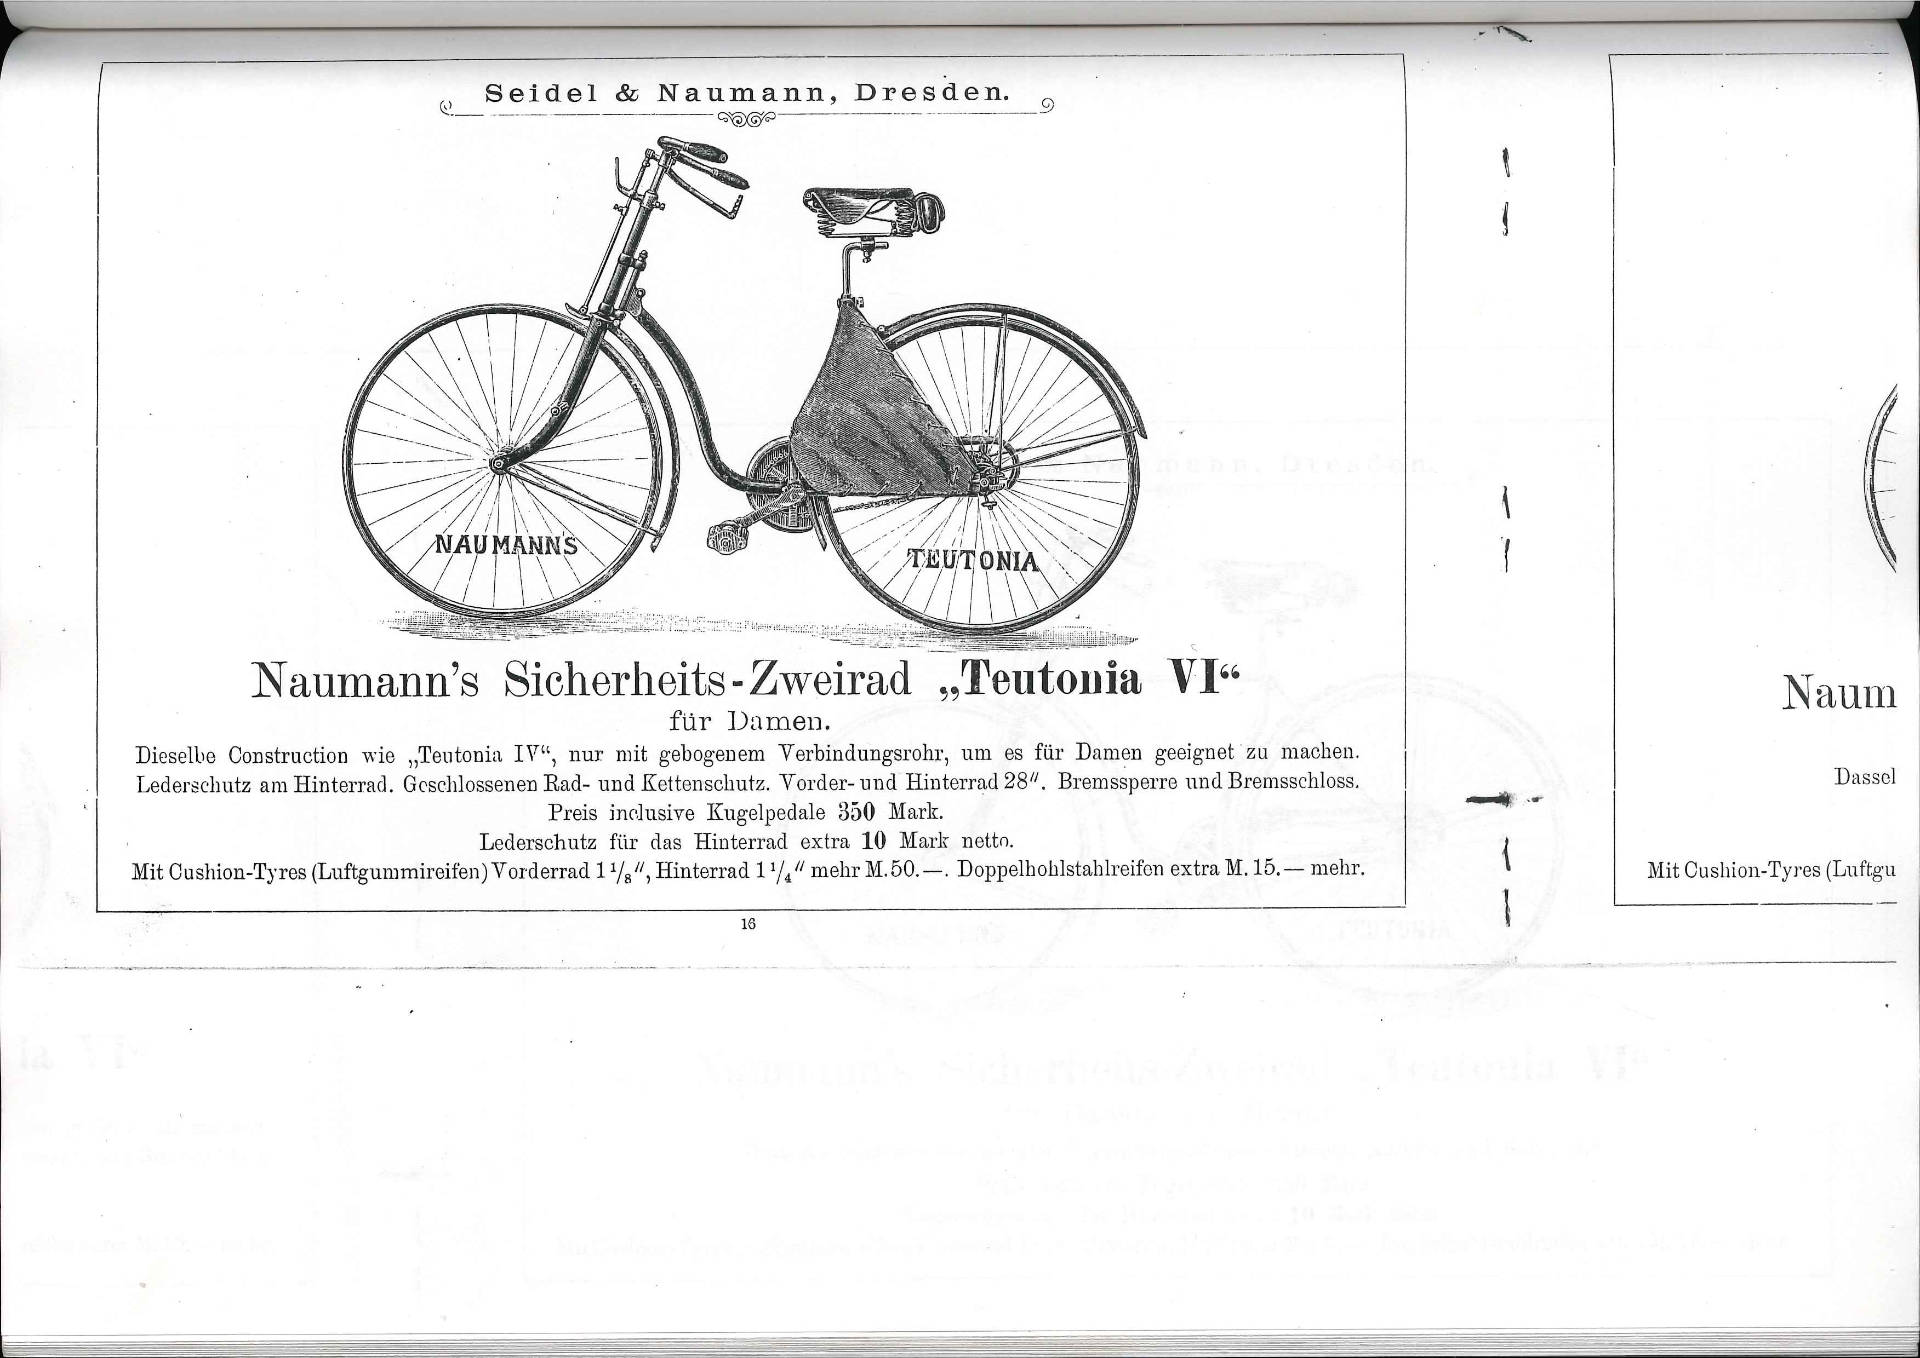 Seidel & Naumann, Dresden.
NAUMANNS
TEUTONIA
Naumann's Sicherheits-Zweirad „Teutonia VI“
für Damen.
Dieselbe Construction wie „Teutonia IV“, nur mit gebogenem Verbindungsrohr, um es für Damen geeignet zu machen.
Lederschutz am Hinterrad. Geschlossenen Rad- und Kettenschutz. Vorder- und Hinterrad 28″. Bremssperre und Bremsschloss.
Preis inclusive Kugelpedale 350 Mark.
Lederschutz für das Hinterrad extra 10 Mark netto.
Mit Cushion-Tyres (Luftgummireifen) Vorderrad 1 1/8″, Hinterrad 1 1/4″ mehr M. 50.—. Doppelhohlstahlreifen extra M. 15.— mehr.
16
Naum
Dassel
Mit Cushion-Tyres (Luftgu